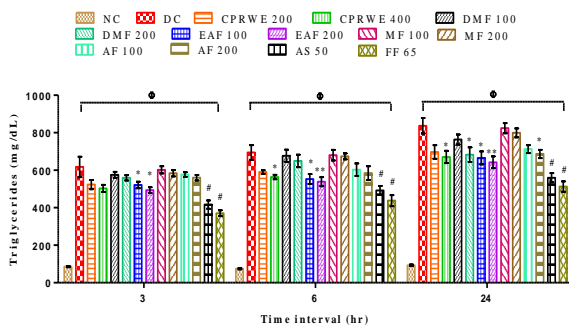 NC DC CPRWE 200 CPRWE 400 DMF 100
DMF 200 EAF 100 EAF 200 MF 100 MF 200
AF 100 AF 200 AS 50 FF 65
Φ Φ Φ
Triglycerides (mg/dL)
1000
800
600
400
200
0
* * # #
* * ** # #
* * * ** * # #
3 6 24
Time interval (hr)